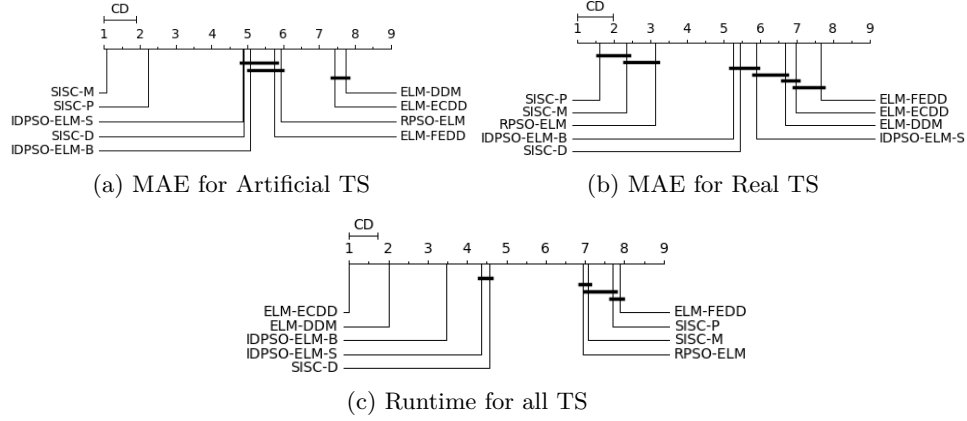 CD
1 2 3 4 5 6 7 8 9
SISC-M
SISC-P
IDPSO-ELM-S
SISC-D
IDPSO-ELM-B
ELM-DDM
ELM-ECDD
RPSO-ELM
ELM-FEDD
(a) MAE for Artificial TS
CD
1 2 3 4 5 6 7 8 9
SISC-P
SISC-M
RPSO-ELM
IDPSO-ELM-B
SISC-D
ELM-FEDD
ELM-ECDD
ELM-DDM
IDPSO-ELM-S
(b) MAE for Real TS
CD
1 2 3 4 5 6 7 8 9
ELM-ECDD
ELM-DDM
IDPSO-ELM-B
IDPSO-ELM-S
SISC-D
ELM-FEDD
SISC-P
SISC-M
RPSO-ELM
(c) Runtime for all TS